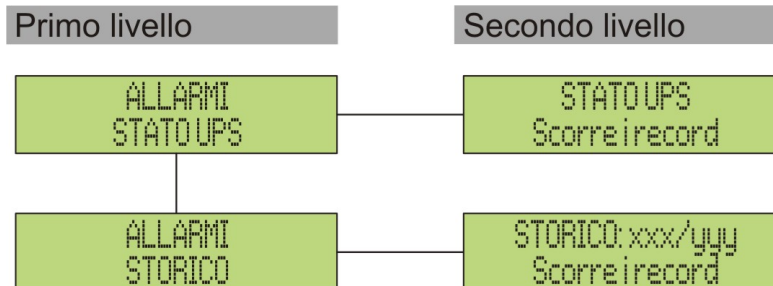 Primo livello
Secondo livello
ALLARMI
STATO UPS
STATO UPS
Scorre i record
ALLARMI
STORICO
STORICO: xxx/yyy
Scorre i record